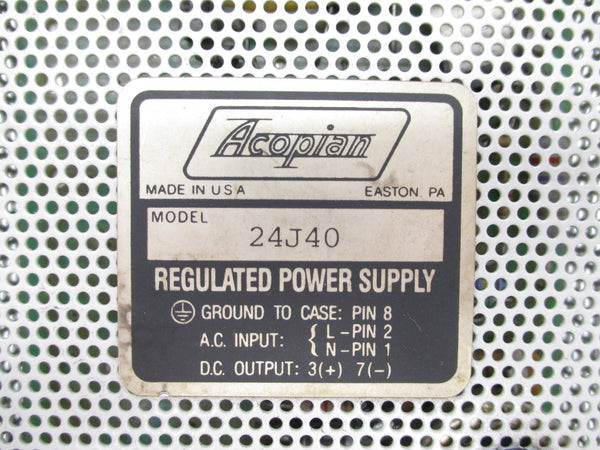 Acopian
MADE IN USA EASTON, PA
MODEL
24J40
REGULATED POWER SUPPLY
⏚ GROUND TO CASE: PIN 8
A.C. INPUT: { L-PIN 2
N-PIN 1
D.C. OUTPUT: 3(+) 7(-)